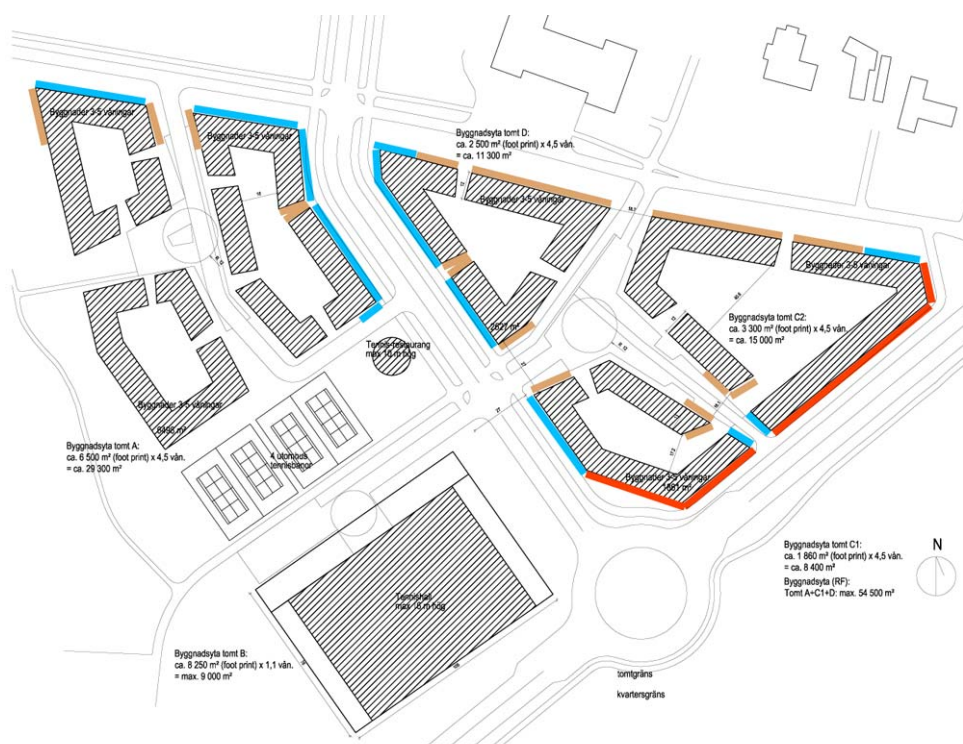 Byggnader 3-5 våningar
Byggnader 3-5 våningar
Byggnadsyta tomt D:
ca. 2 500 m² (foot print) x 4,5 vån.
= ca. 11 300 m²
Byggnader 3-5 våningar
Byggnader 3-5 våningar
Byggnadsyta tomt C2:
ca. 3 300 m² (foot print) x 4,5 vån.
= ca. 15 000 m²
2627 m²
Tennis-restaurang
max 10 m hög
Byggnader 3-5 våningar
6493 m²
Byggnadsyta tomt A:
ca. 6 500 m² (foot print) x 4,5 vån.
= ca. 29 300 m²
4 utomhus
tennisbanor
Byggnader 3-5 våningar
1861 m²
Byggnadsyta tomt C1:
ca. 1 860 m² (foot print) x 4,5 vån.
= ca. 8 400 m²
Byggnadsyta (RF):
Tomt A+C1+D: max. 54 500 m²
N
Tennishall
max 15 m hög
Byggnadsyta tomt B:
ca. 8 250 m² (foot print) x 1,1 vån.
= max. 9 000 m²
tomtgräns
kvartersgräns